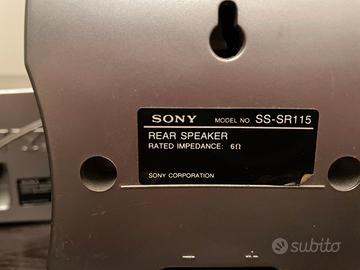 SONY MODEL NO. SS-SR115
REAR SPEAKER
RATED IMPEDANCE: 6Ω
SONY CORPORATION
subito